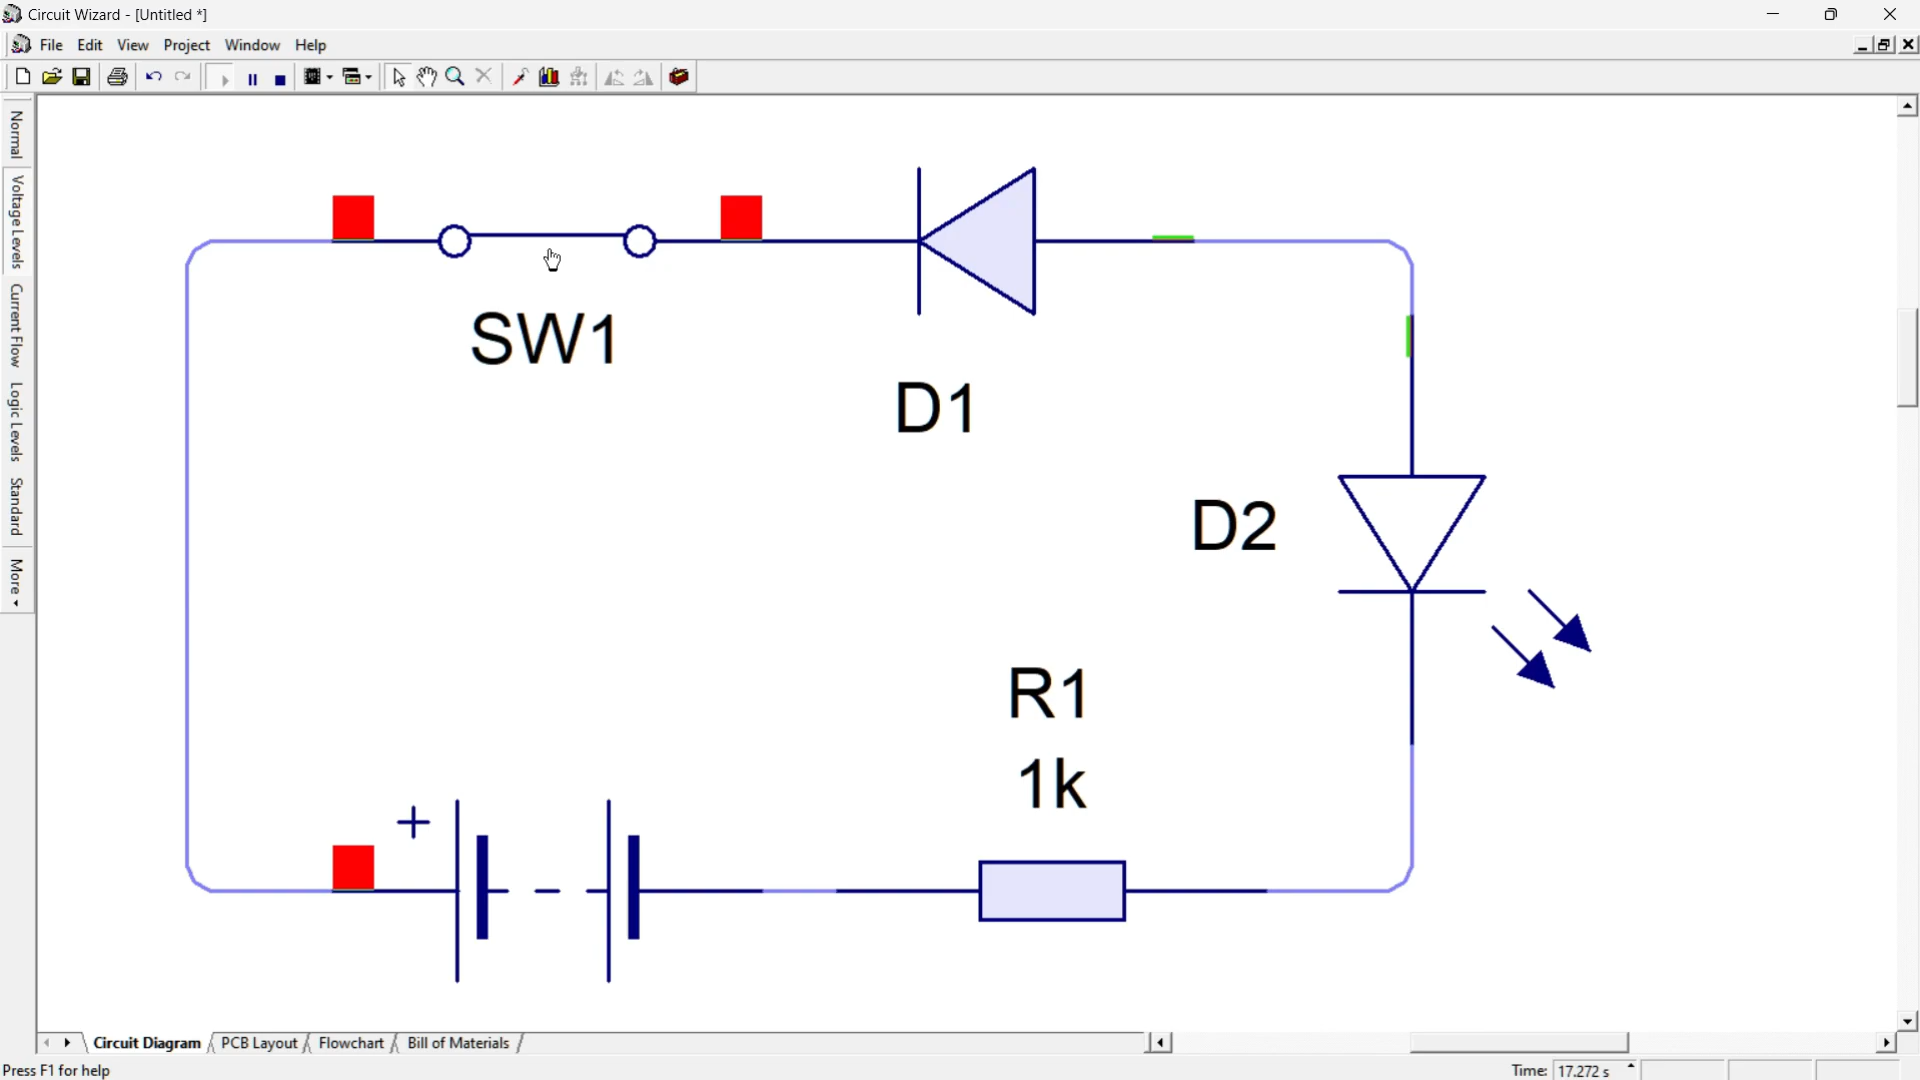 Circuit Wizard - [Untitled *]
File Edit View Project Window Help
Normal
Voltage Levels
Current Flow
Logic Levels
Standard
More
SW1
D1
D2
R1
1k
+
Circuit Diagram PCB Layout Flowchart Bill of Materials
Press F1 for help
Time: 17.272 s